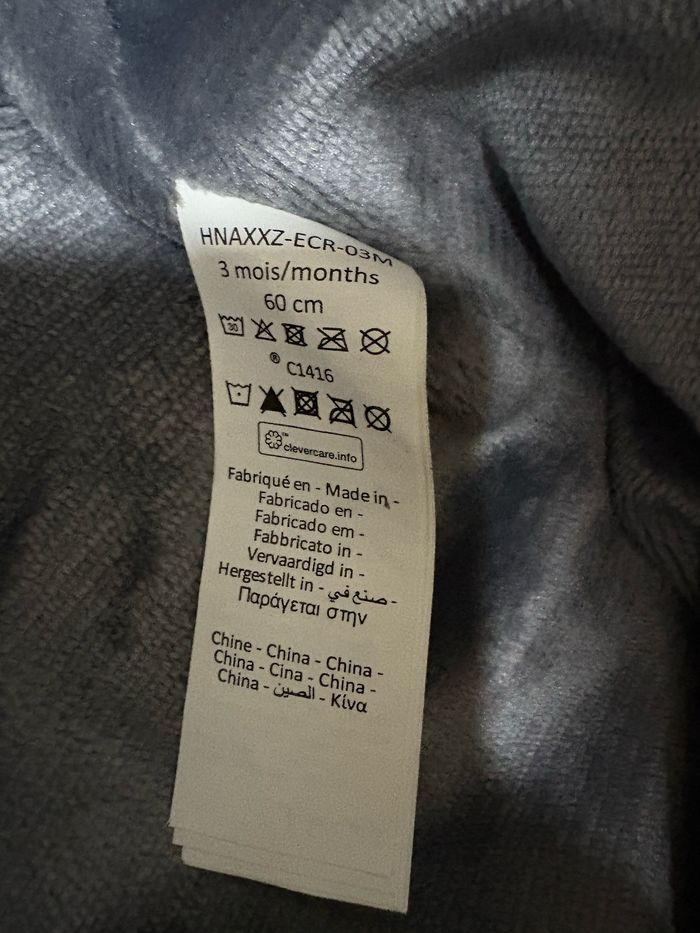 HNAXXZ-ECR-03M
3 mois/months
60 cm
30
® C1416
™ clevercare.info
Fabriqué en - Made in -
Fabricado en -
Fabricado em -
Fabbricato in -
Vervaardigd in -
Hergestellt in - صنع في -
Παράγεται στην
Chine - China - China -
China - Cina - China -
China - الصين - Κίνα